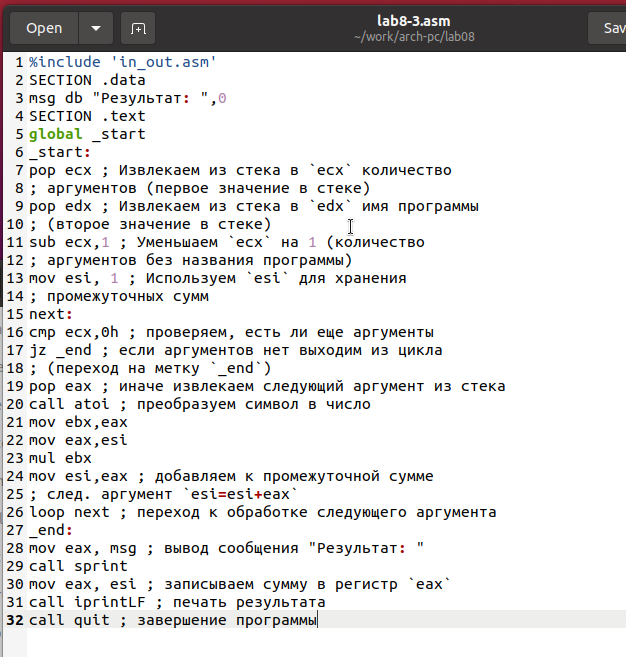 Open
lab8-3.asm
~/work/arch-pc/lab08
Sav
1 %include 'in_out.asm'
2 SECTION .data
3 msg db "Результат: ",0
4 SECTION .text
5 global _start
6 _start:
7 pop ecx ; Извлекаем из стека в `ecx` количество
8 ; аргументов (первое значение в стеке)
9 pop edx ; Извлекаем из стека в `edx` имя программы
10 ; (второе значение в стеке)
11 sub ecx,1 ; Уменьшаем `ecx` на 1 (количество
12 ; аргументов без названия программы)
13 mov esi, 1 ; Используем `esi` для хранения
14 ; промежуточных сумм
15 next:
16 cmp ecx,0h ; проверяем, есть ли еще аргументы
17 jz _end ; если аргументов нет выходим из цикла
18 ; (переход на метку `_end`)
19 pop eax ; иначе извлекаем следующий аргумент из стека
20 call atoi ; преобразуем символ в число
21 mov ebx,eax
22 mov eax,esi
23 mul ebx
24 mov esi,eax ; добавляем к промежуточной сумме
25 ; след. аргумент `esi=esi+eax`
26 loop next ; переход к обработке следующего аргумента
27 _end:
28 mov eax, msg ; вывод сообщения "Результат: "
29 call sprint
30 mov eax, esi ; записываем сумму в регистр `eax`
31 call iprintLF ; печать результата
32 call quit ; завершение программы